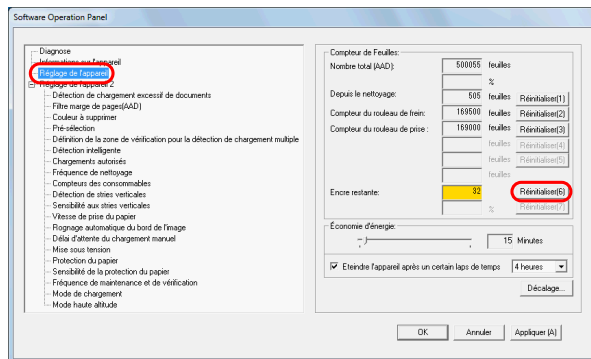 Software Operation Panel
Diagnose
Informations sur l'appareil
Réglage de l'appareil
Réglage de l'appareil 2
Détection de chargement excessif de documents
Filtre marge de pages(AAD)
Couleur à supprimer
Pré-sélection
Définition de la zone de vérification pour la détection de chargement multiple
Détection intelligente
Chargements autorisés
Fréquence de nettoyage
Compteurs des consommables
Détection de stries verticales
Sensibilité aux stries verticales
Vitesse de prise du papier
Rognage automatique du bord de l'image
Délai d'attente du chargement manuel
Mise sous tension
Protection du papier
Sensibilité de la protection du papier
Fréquence de maintenance et de vérification
Mode de chargement
Mode haute altitude
Compteur de Feuilles:
Nombre total (AAD): 500055 feuilles
%
Depuis le nettoyage: 505 feuilles Réinitialiser(1)
Compteur du rouleau de frein: 169500 feuilles Réinitialiser(2)
Compteur du rouleau de prise : 169000 feuilles Réinitialiser(3)
feuilles Réinitialiser(4)
feuilles Réinitialiser(5)
feuilles
Encre restante: 32 Réinitialiser(6)
% Réinitialiser(7)
Économie d'énergie:
15 Minutes
Eteindre l'appareil après un certain laps de temps 4 heures
Décalage...
OK Annuler Appliquer (A)